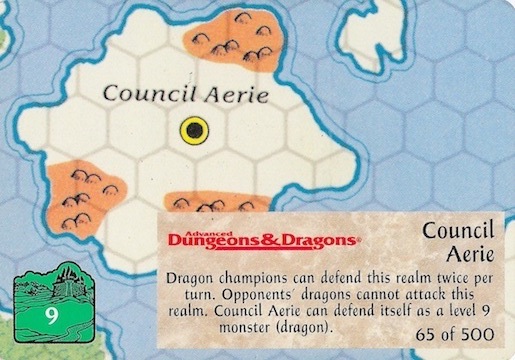 Council Aerie
Advanced
Dungeons & Dragons®
Council
Aerie
Dragon champions can defend this realm twice per
turn. Opponents' dragons cannot attack this
realm. Council Aerie can defend itself as a level 9
monster (dragon).
65 of 500
9